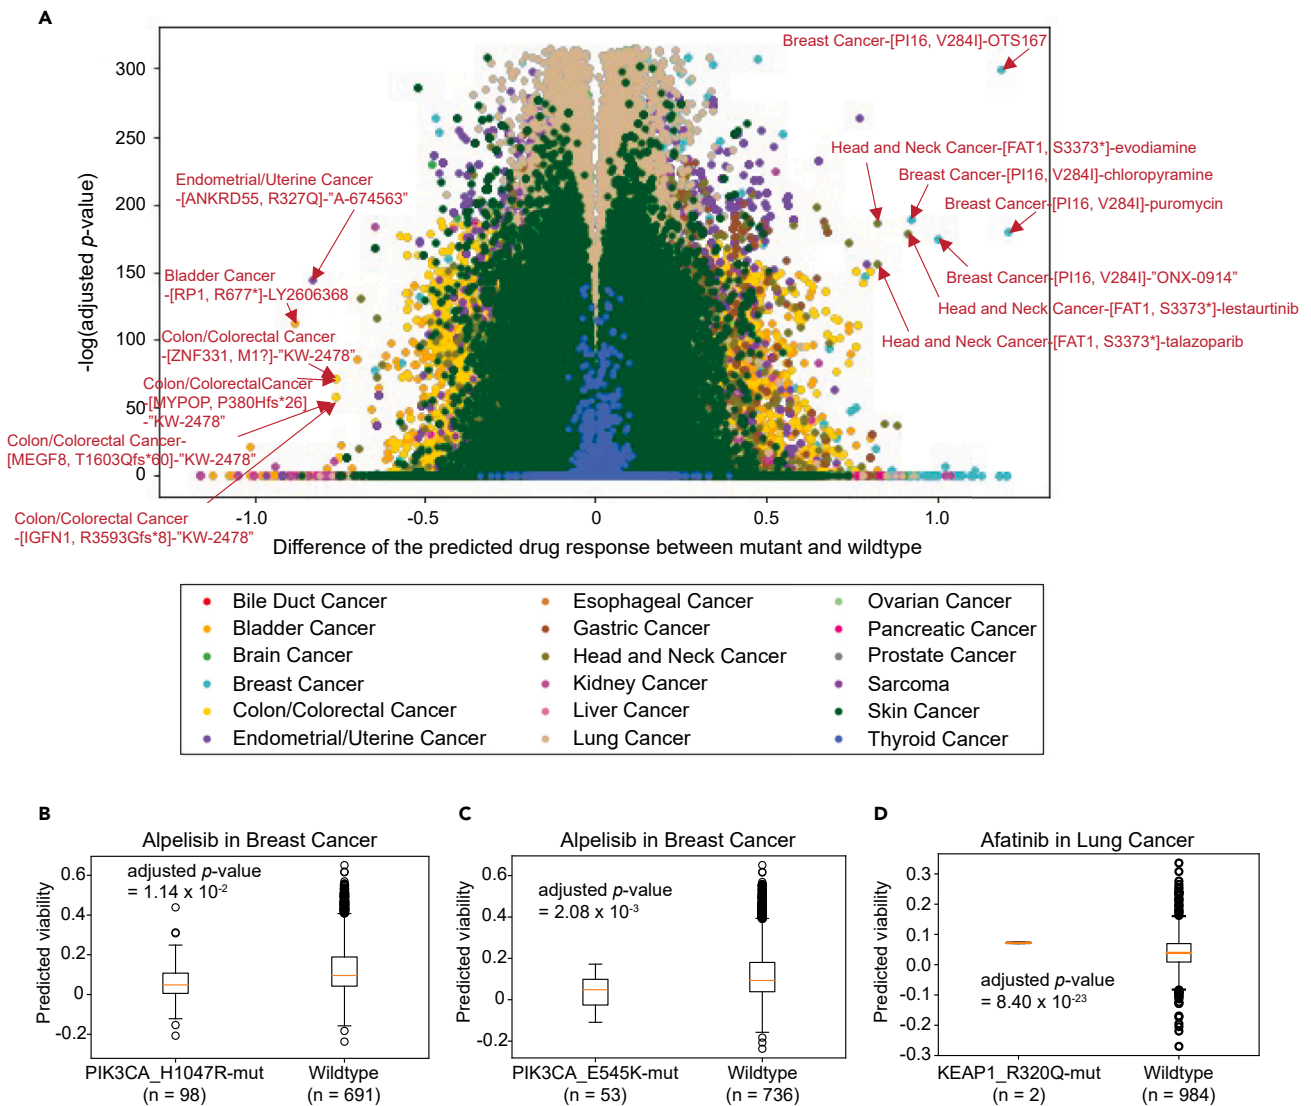 A
Breast Cancer-[PI16, V284I]-OTS167
300
250
200
150
100
50
0
-log(adjusted p-value)
Head and Neck Cancer-[FAT1, S3373*]-evodiamine
Breast Cancer-[PI16, V284I]-chloropyramine
Breast Cancer-[PI16, V284I]-puromycin
Breast Cancer-[PI16, V284I]-"ONX-0914"
Head and Neck Cancer-[FAT1, S3373*]-lestaurtinib
Head and Neck Cancer-[FAT1, S3373*]-talazoparib
Endometrial/Uterine Cancer
-[ANKRD55, R327Q]-"A-674563"
Bladder Cancer
-[RP1, R677*]-LY2606368
Colon/Colorectal Cancer
-[ZNF331, M1?]-"KW-2478"
Colon/ColorectalCancer
-[MYPOP, P380Hfs*26]
-"KW-2478"
Colon/Colorectal Cancer-
[MEGF8, T1603Qfs*60]-"KW-2478"
Colon/Colorectal Cancer
-[IGFN1, R3593Gfs*8]-"KW-2478"
-1.0 -0.5 0 0.5 1.0
Difference of the predicted drug response between mutant and wildtype
Bile Duct Cancer
Bladder Cancer
Brain Cancer
Breast Cancer
Colon/Colorectal Cancer
Endometrial/Uterine Cancer
Esophageal Cancer
Gastric Cancer
Head and Neck Cancer
Kidney Cancer
Liver Cancer
Lung Cancer
Ovarian Cancer
Pancreatic Cancer
Prostate Cancer
Sarcoma
Skin Cancer
Thyroid Cancer
B
Alpelisib in Breast Cancer
adjusted p-value
= 1.14 x 10-2
0.6
0.4
0.2
0
-0.2
Predicted viability
PIK3CA_H1047R-mut Wildtype
(n = 98) (n = 691)
C
Alpelisib in Breast Cancer
adjusted p-value
= 2.08 x 10-3
0.6
0.4
0.2
0
-0.2
Predicted viability
PIK3CA_E545K-mut Wildtype
(n = 53) (n = 736)
D
Afatinib in Lung Cancer
0.3
0.2
0.1
0.0
-0.1
-0.2
-0.3
Predicted viability
adjusted p-value
= 8.40 x 10-23
KEAP1_R320Q-mut Wildtype
(n = 2) (n = 984)